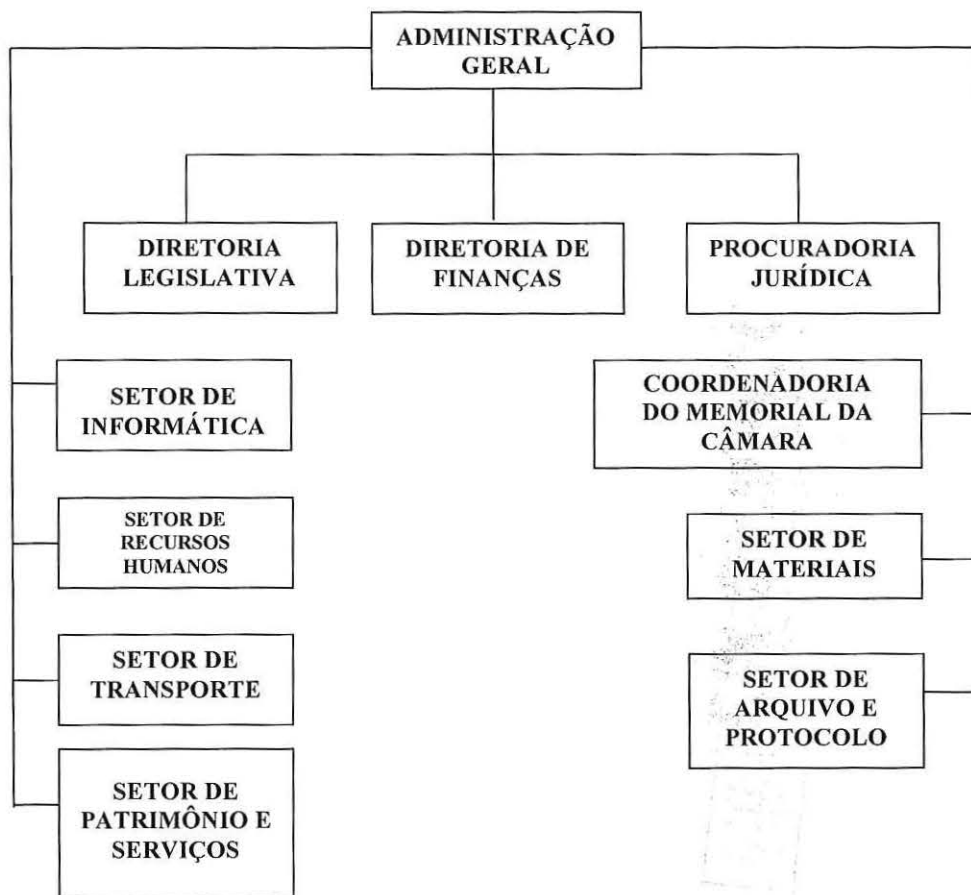 ADMINISTRAÇÃO
GERAL
DIRETORIA
LEGISLATIVA
DIRETORIA DE
FINANÇAS
PROCURADORIA
JURÍDICA
SETOR DE
INFORMÁTICA
COORDENADORIA
DO MEMORIAL DA
CÂMARA
SETOR DE
RECURSOS
HUMANOS
SETOR DE
MATERIAIS
SETOR DE
TRANSPORTE
SETOR DE
ARQUIVO E
PROTOCOLO
SETOR DE
PATRIMÔNIO E
SERVIÇOS